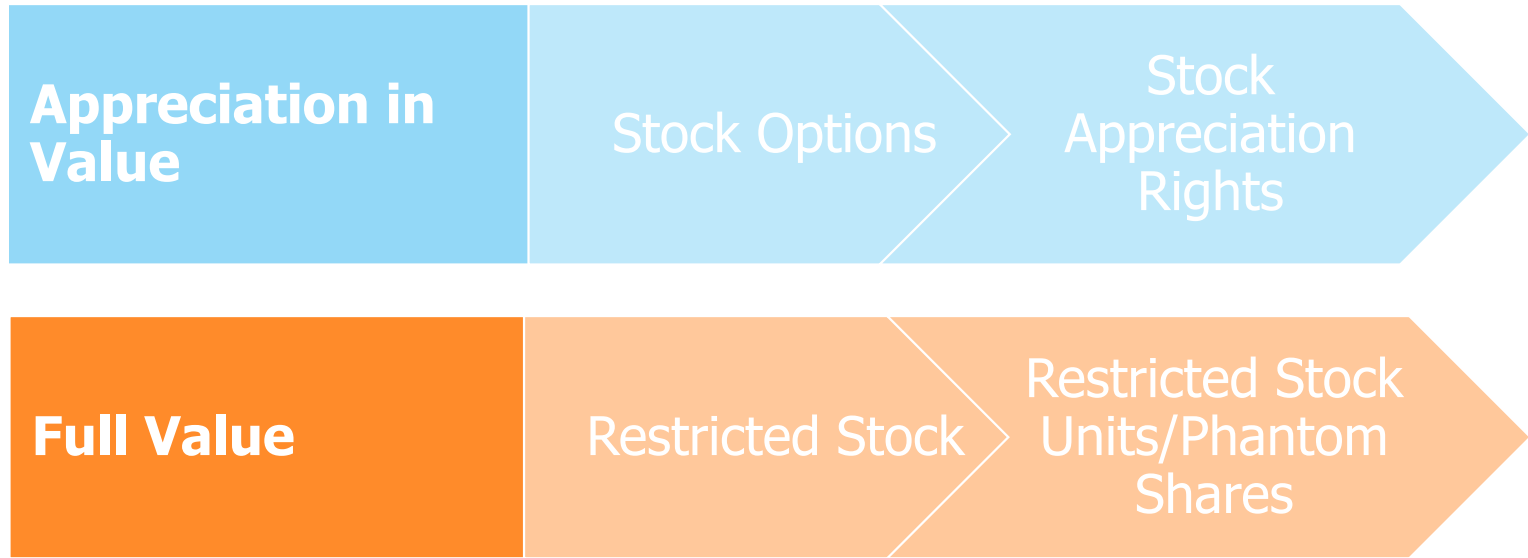 Appreciation in
Value
Stock Options
Stock
Appreciation
Rights
Full Value
Restricted Stock
Restricted Stock
Units/Phantom
Shares